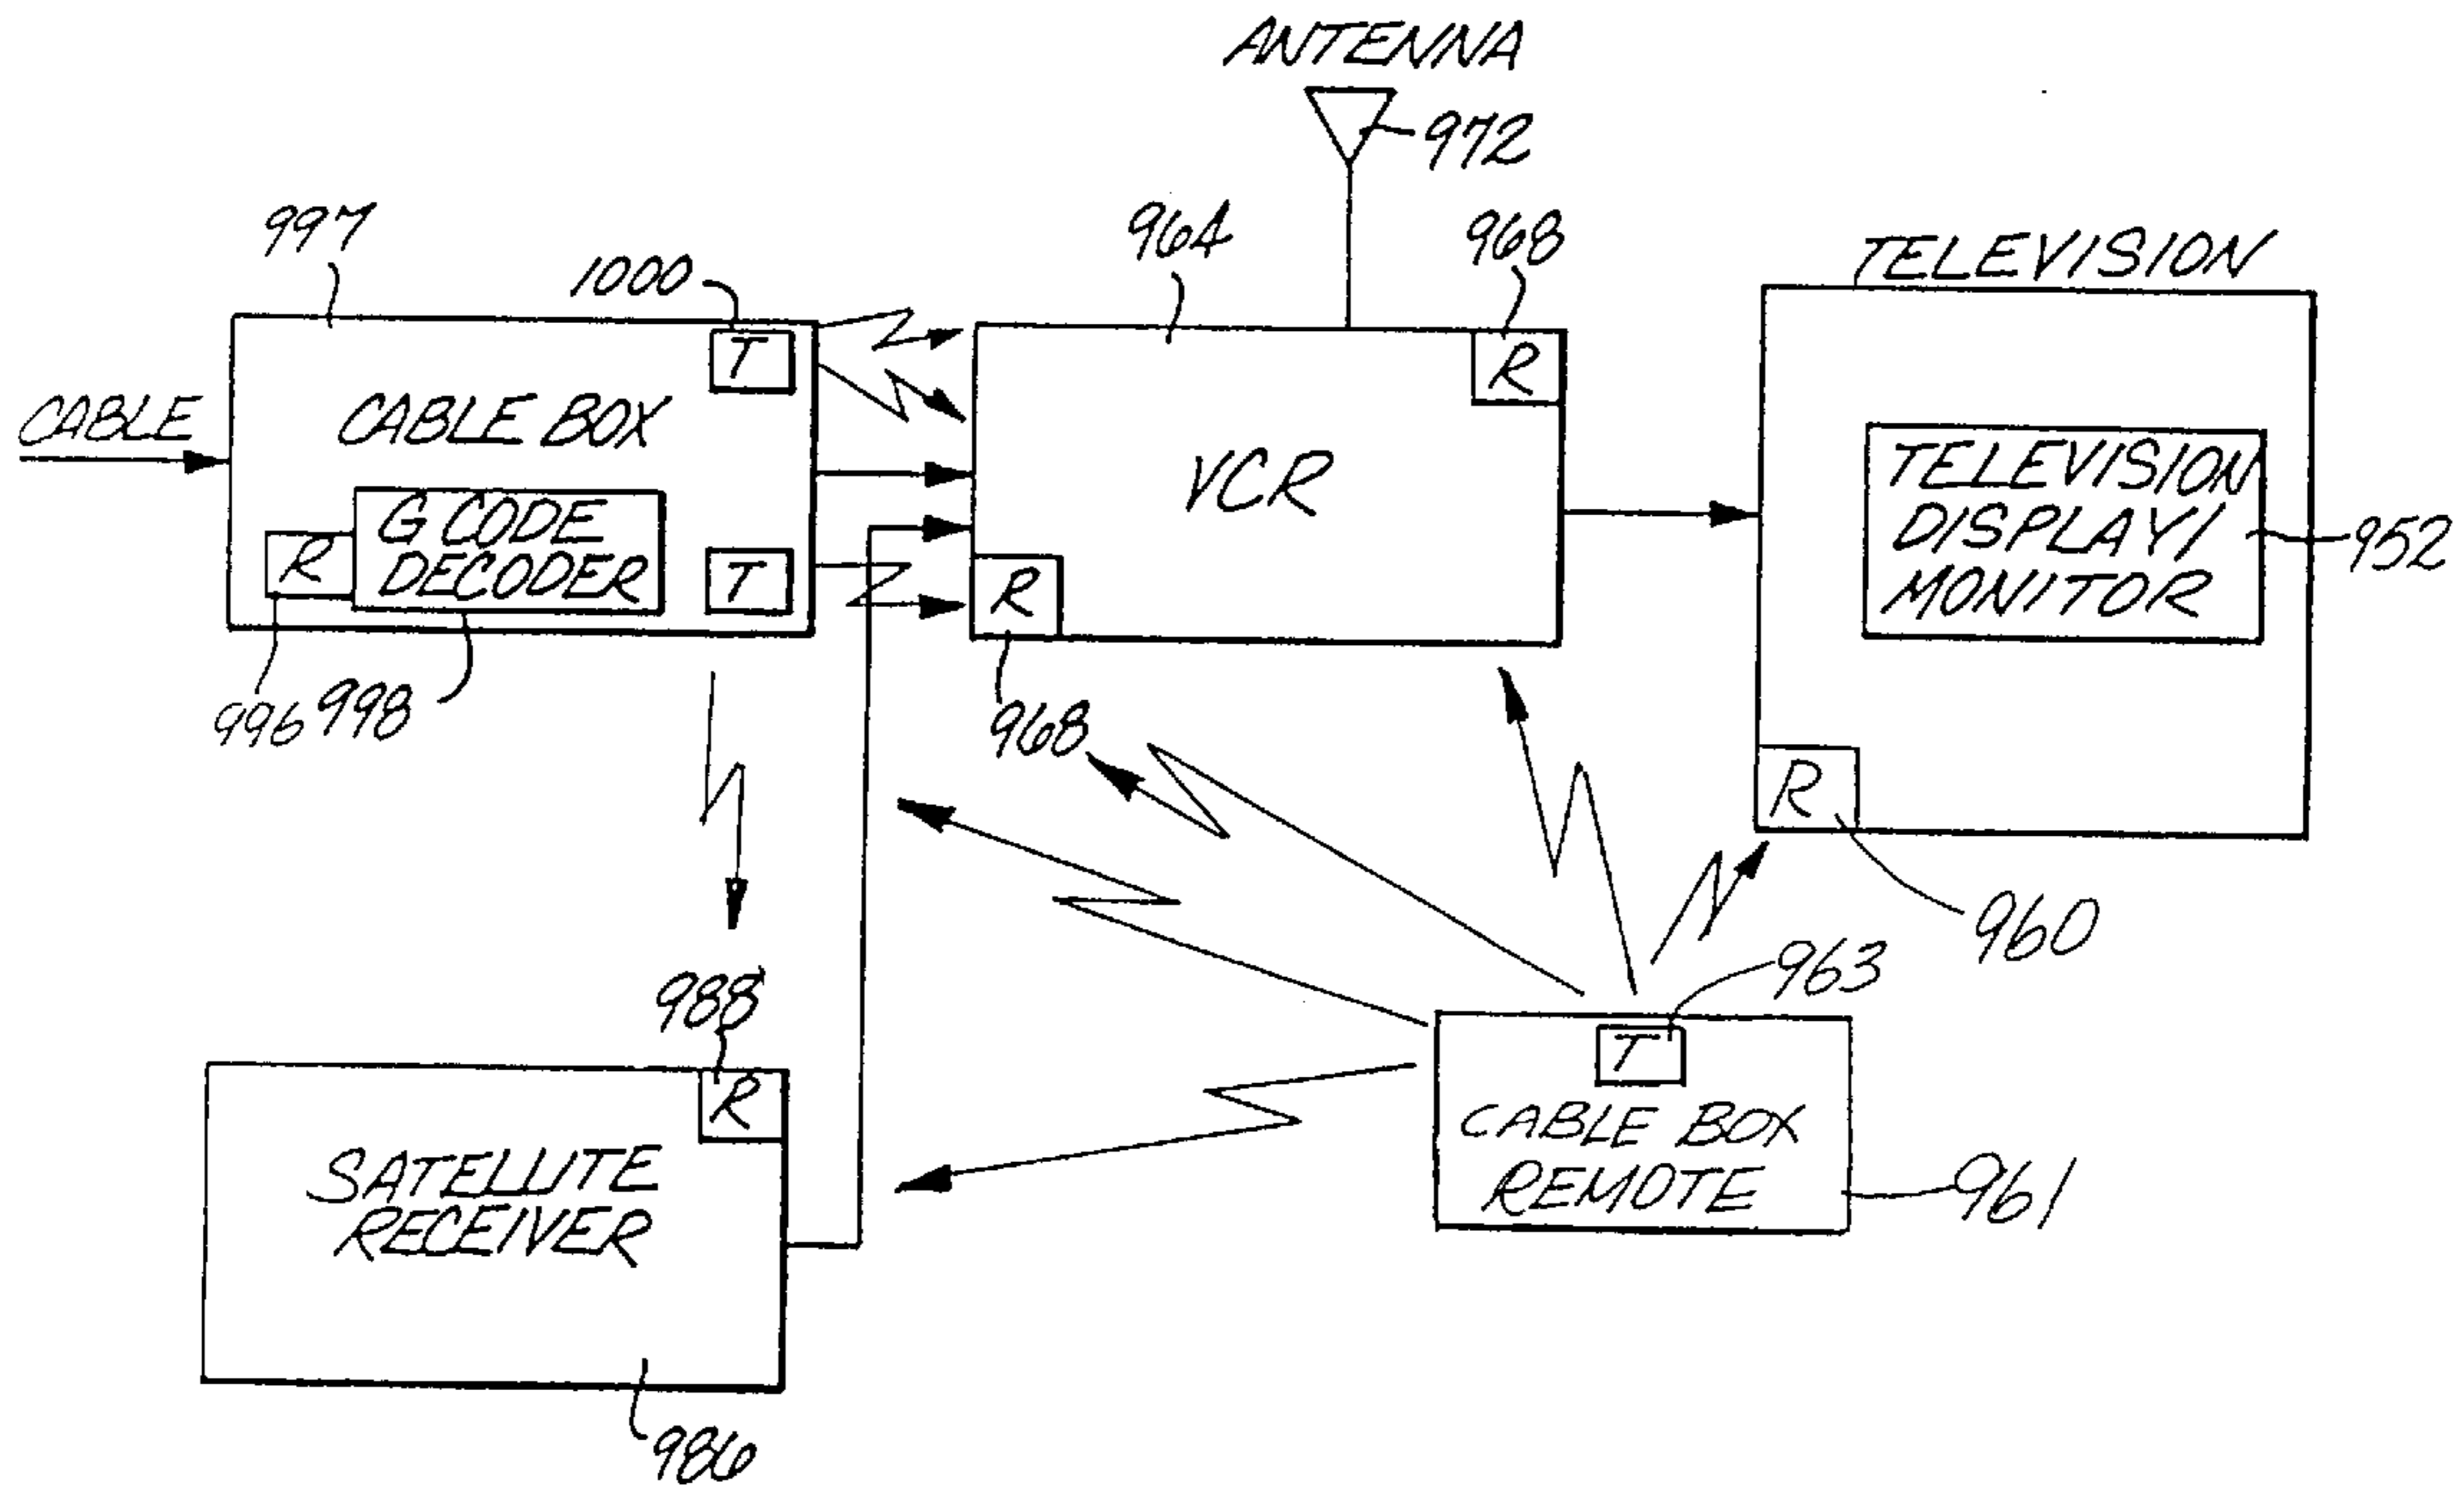 ANTENNA
972
997
1000
964
968
TELEVISION
T
R
CABLE
CABLE BOX
VCR
TELEVISION
DISPLAY/
MONITOR
952
G CODE
DECODER
R
T
R
996
998
968
R
960
963
988
T
R
CABLE BOX
REMOTE
961
SATELLITE
RECEIVER
986